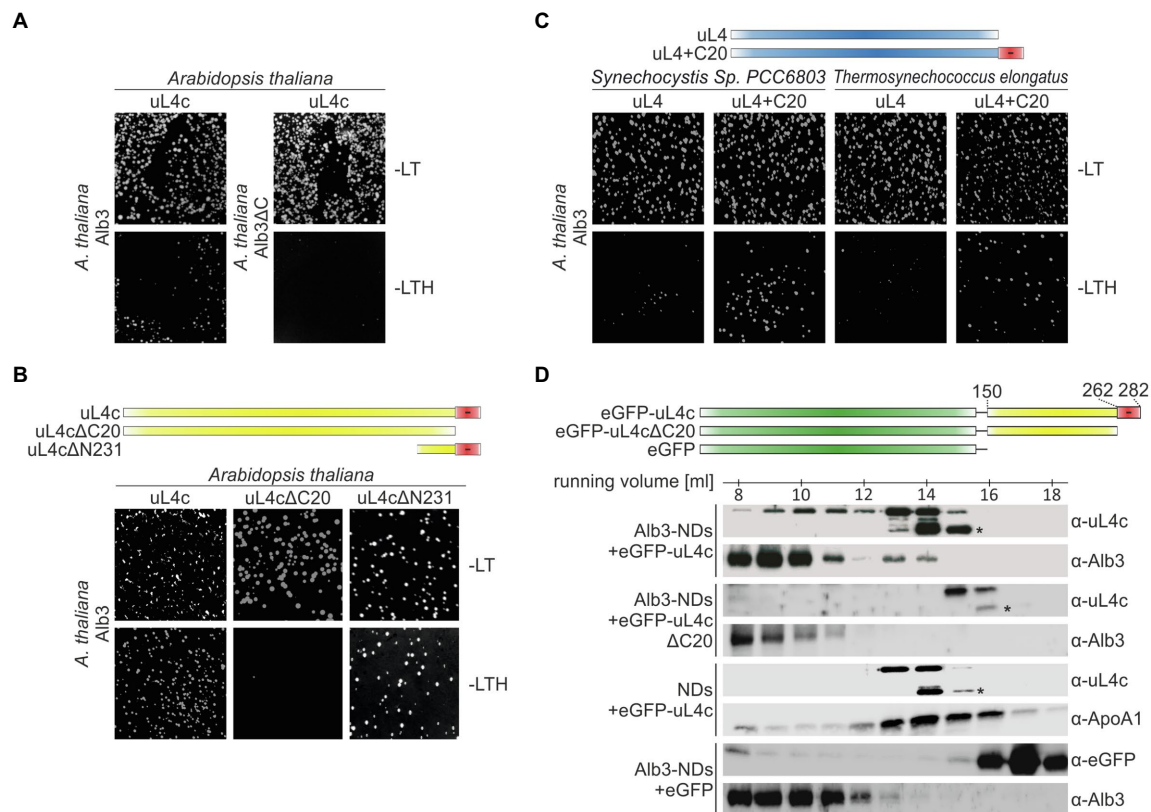 A
Arabidopsis thaliana
uL4c uL4c
A. thaliana
Alb3
A. thaliana
Alb3ΔC
-LT
-LTH
B
uL4c
uL4cΔC20
uL4cΔN231
Arabidopsis thaliana
uL4c uL4cΔC20 uL4cΔN231
A. thaliana
Alb3
-LT
-LTH
C
uL4
uL4+C20
Synechocystis Sp. PCC6803 Thermosynechococcus elongatus
uL4 uL4+C20 uL4 uL4+C20
A. thaliana
Alb3
-LT
-LTH
D
150 262 282
eGFP-uL4c
eGFP-uL4cΔC20
eGFP
running volume [ml] 8 10 12 14 16 18
Alb3-NDs
+eGFP-uL4c
* α-uL4c
α-Alb3
Alb3-NDs
+eGFP-uL4c
ΔC20
* α-uL4c
α-Alb3
NDs
+eGFP-uL4c
* α-uL4c
α-ApoA1
Alb3-NDs
+eGFP
α-eGFP
α-Alb3